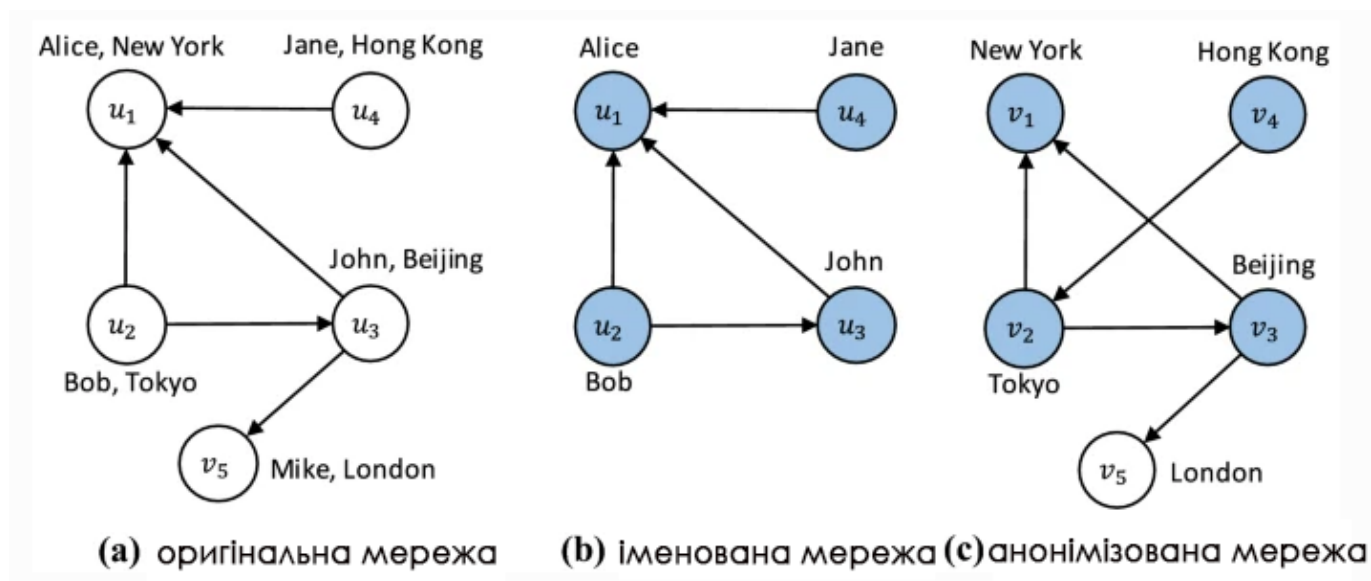 Alice, New York
Jane, Hong Kong
u₁
u₄
John, Beijing
u₂
u₃
Bob, Tokyo
v₅
Mike, London
(a) оригінальна мережа
Alice
Jane
u₁
u₄
John
u₂
u₃
Bob
(b) іменована мережа
New York
Hong Kong
v₁
v₄
Beijing
v₂
v₃
Tokyo
v₅
London
(c) анонімізована мережа